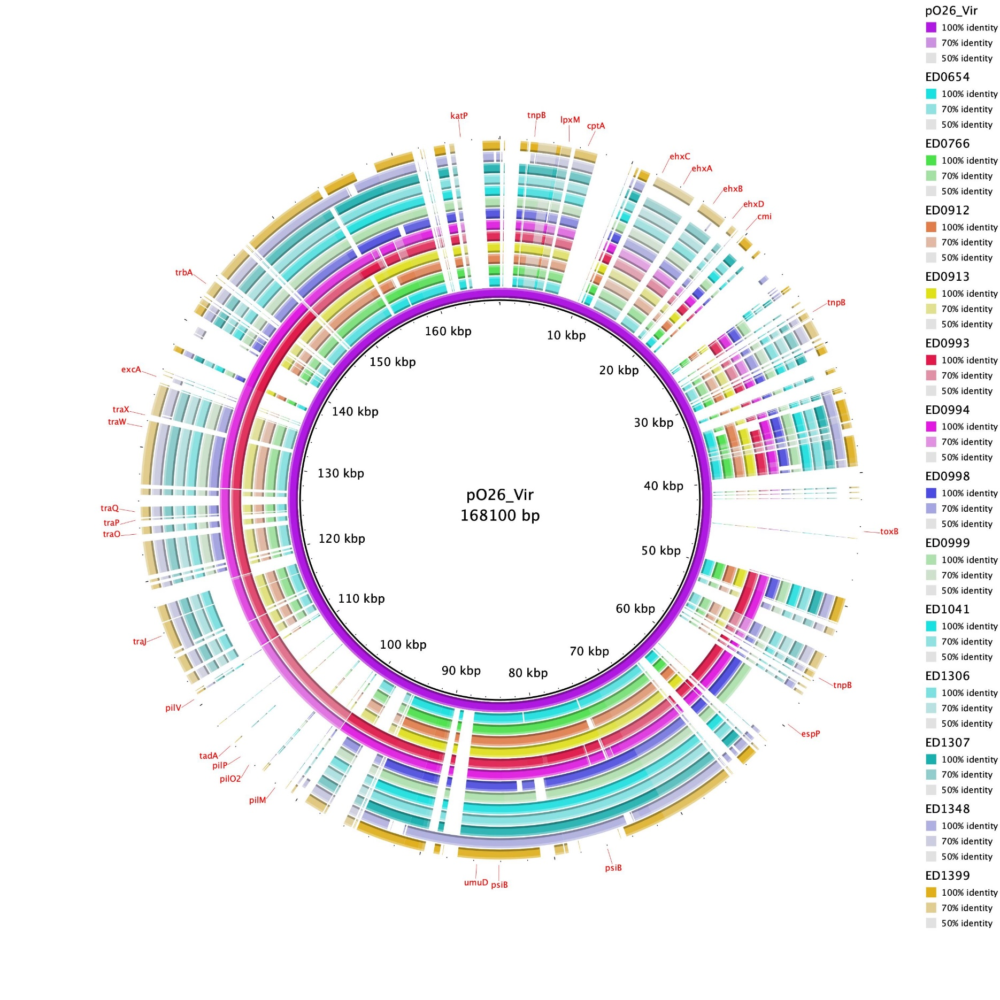 katP
tnpB
lpxM
cptA
ehxC
ehxA
ehxB
ehxD
cmi
tnpB
toxB
tnpB
espP
psiB
psiB
umuD
pilM
pilO2
pilP
tadA
pilV
traJ
traO
traP
traQ
traW
traX
excA
trbA
10 kbp
20 kbp
30 kbp
40 kbp
50 kbp
60 kbp
70 kbp
80 kbp
90 kbp
100 kbp
110 kbp
120 kbp
130 kbp
140 kbp
150 kbp
160 kbp
pO26_Vir
168100 bp
pO26_Vir
100% identity
70% identity
50% identity
ED0654
100% identity
70% identity
50% identity
ED0766
100% identity
70% identity
50% identity
ED0912
100% identity
70% identity
50% identity
ED0913
100% identity
70% identity
50% identity
ED0993
100% identity
70% identity
50% identity
ED0994
100% identity
70% identity
50% identity
ED0998
100% identity
70% identity
50% identity
ED0999
100% identity
70% identity
50% identity
ED1041
100% identity
70% identity
50% identity
ED1306
100% identity
70% identity
50% identity
ED1307
100% identity
70% identity
50% identity
ED1348
100% identity
70% identity
50% identity
ED1399
100% identity
70% identity
50% identity